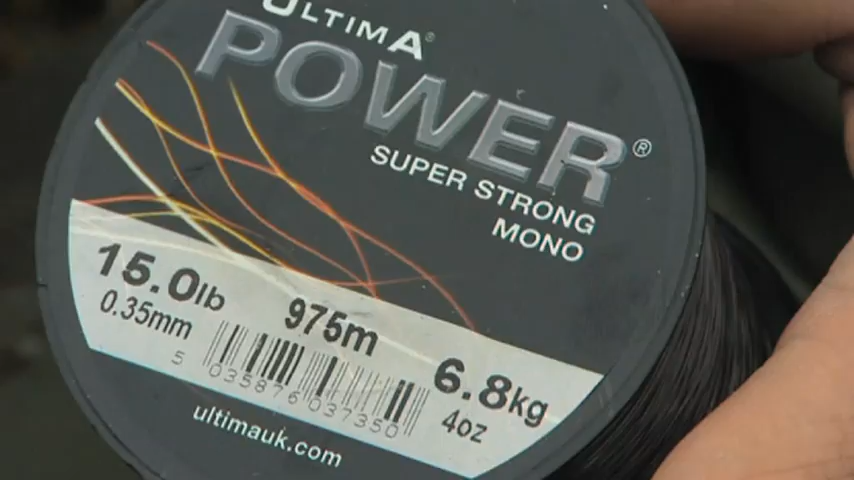 ULTIMA®
POWER®
SUPER STRONG
MONO
15.0lb
0.35mm
975m
6.8kg
4oz
5 035876 037350
ultimauk.com